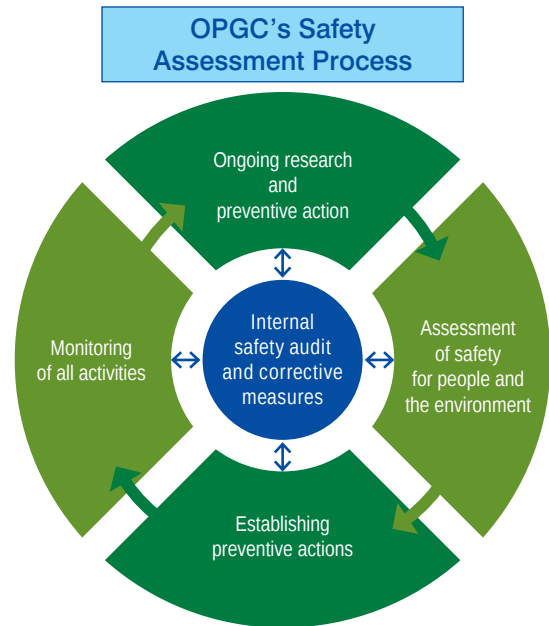 OPGC's Safety
Assessment Process
Ongoing research
and
preventive action
Assessment
of safety
for people and
the environment
Establishing
preventive actions
Monitoring
of all activities
Internal
safety audit
and corrective
measures